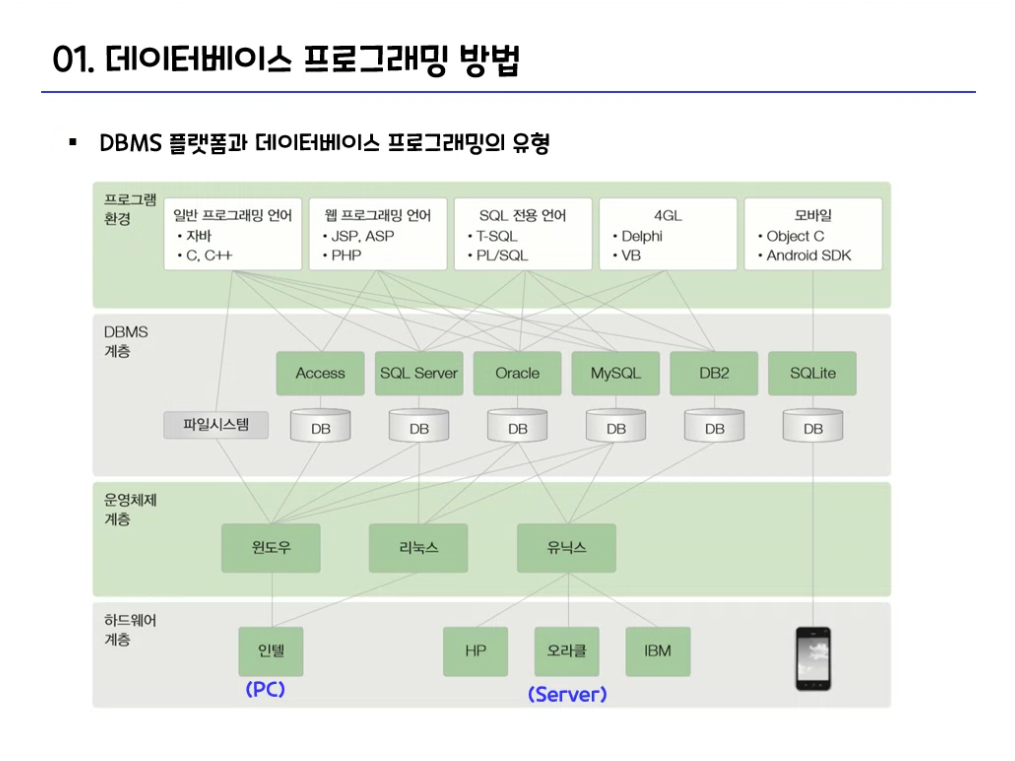 01. 데이터베이스 프로그래밍 방법
▪ DBMS 플랫폼과 데이터베이스 프로그래밍의 유형
프로그램
환경
일반 프로그래밍 언어
• 자바
• C, C++
웹 프로그래밍 언어
• JSP, ASP
• PHP
SQL 전용 언어
• T-SQL
• PL/SQL
4GL
• Delphi
• VB
모바일
• Object C
• Android SDK
DBMS
계층
Access
SQL Server
Oracle
MySQL
DB2
SQLite
파일시스템
DB
DB
DB
DB
DB
DB
운영체제
계층
윈도우
리눅스
유닉스
하드웨어
계층
인텔
HP
오라클
IBM
(PC)
(Server)